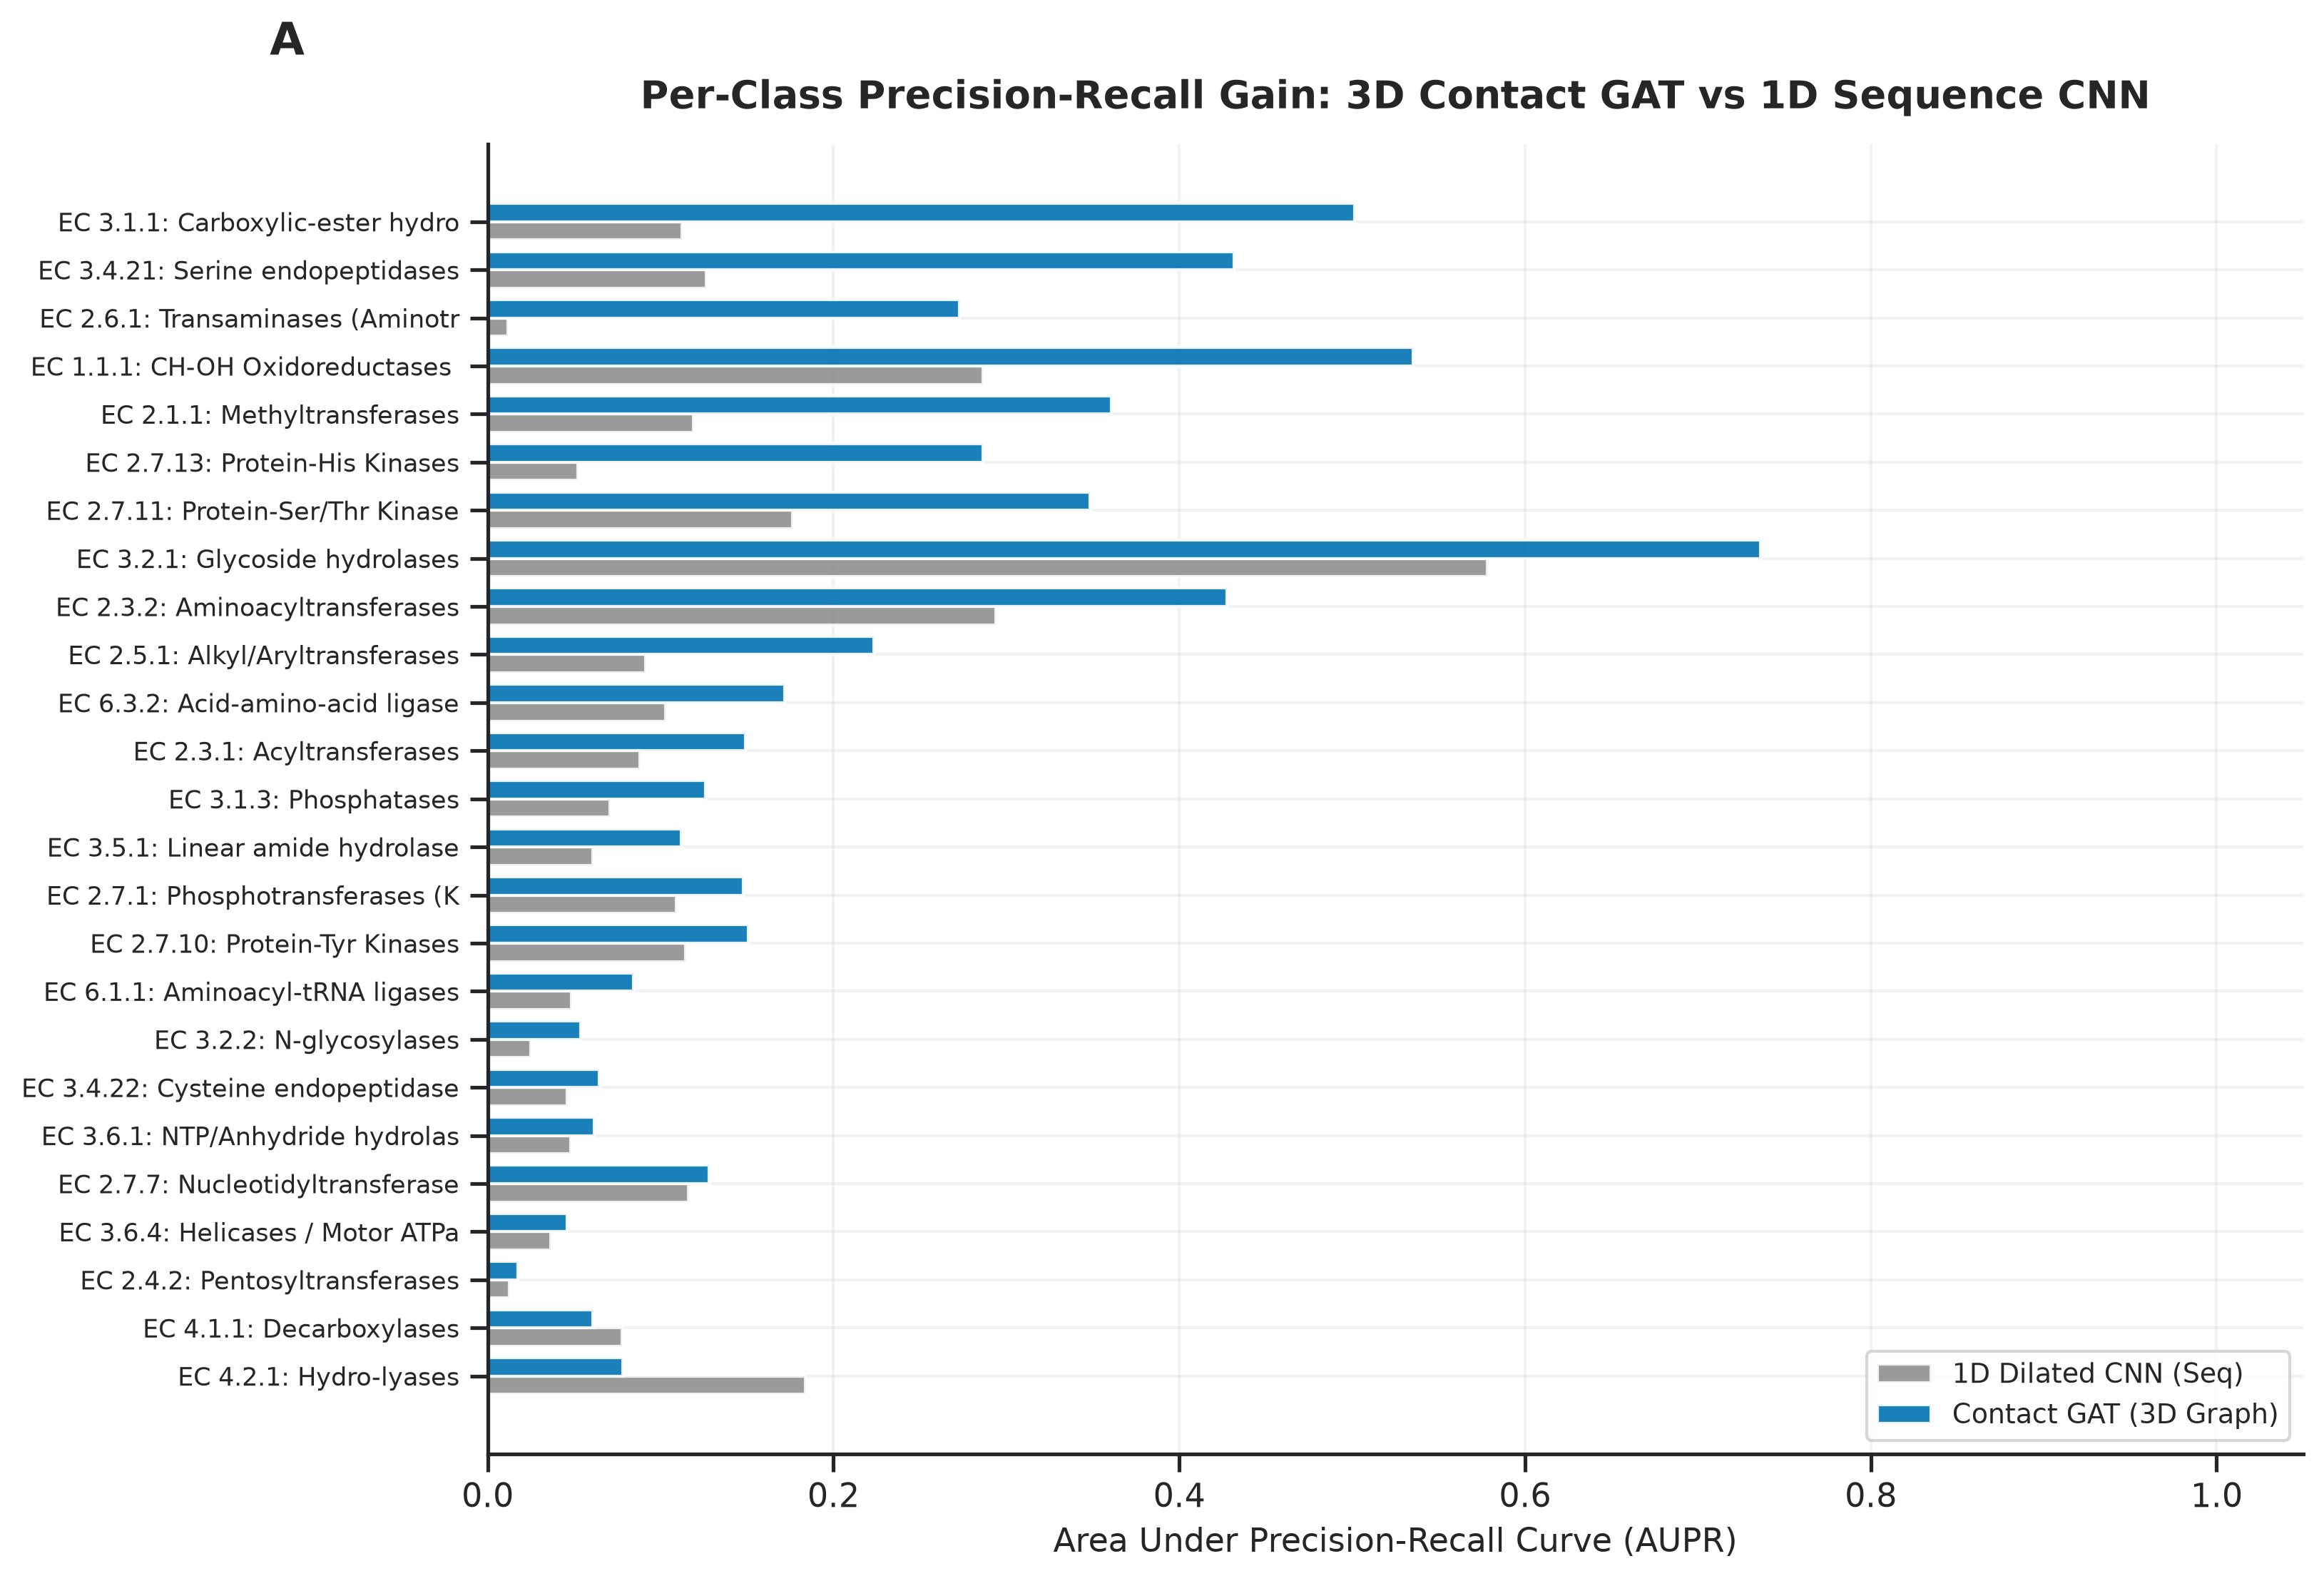 A
Per-Class Precision-Recall Gain: 3D Contact GAT vs 1D Sequence CNN
EC 3.1.1: Carboxylic-ester hydro
EC 3.4.21: Serine endopeptidases
EC 2.6.1: Transaminases (Aminotr
EC 1.1.1: CH-OH Oxidoreductases
EC 2.1.1: Methyltransferases
EC 2.7.13: Protein-His Kinases
EC 2.7.11: Protein-Ser/Thr Kinase
EC 3.2.1: Glycoside hydrolases
EC 2.3.2: Aminoacyltransferases
EC 2.5.1: Alkyl/Aryltransferases
EC 6.3.2: Acid-amino-acid ligase
EC 2.3.1: Acyltransferases
EC 3.1.3: Phosphatases
EC 3.5.1: Linear amide hydrolase
EC 2.7.1: Phosphotransferases (K
EC 2.7.10: Protein-Tyr Kinases
EC 6.1.1: Aminoacyl-tRNA ligases
EC 3.2.2: N-glycosylases
EC 3.4.22: Cysteine endopeptidase
EC 3.6.1: NTP/Anhydride hydrolas
EC 2.7.7: Nucleotidyltransferase
EC 3.6.4: Helicases / Motor ATPa
EC 2.4.2: Pentosyltransferases
EC 4.1.1: Decarboxylases
EC 4.2.1: Hydro-lyases
1D Dilated CNN (Seq)
Contact GAT (3D Graph)
0.0 0.2 0.4 0.6 0.8 1.0
Area Under Precision-Recall Curve (AUPR)